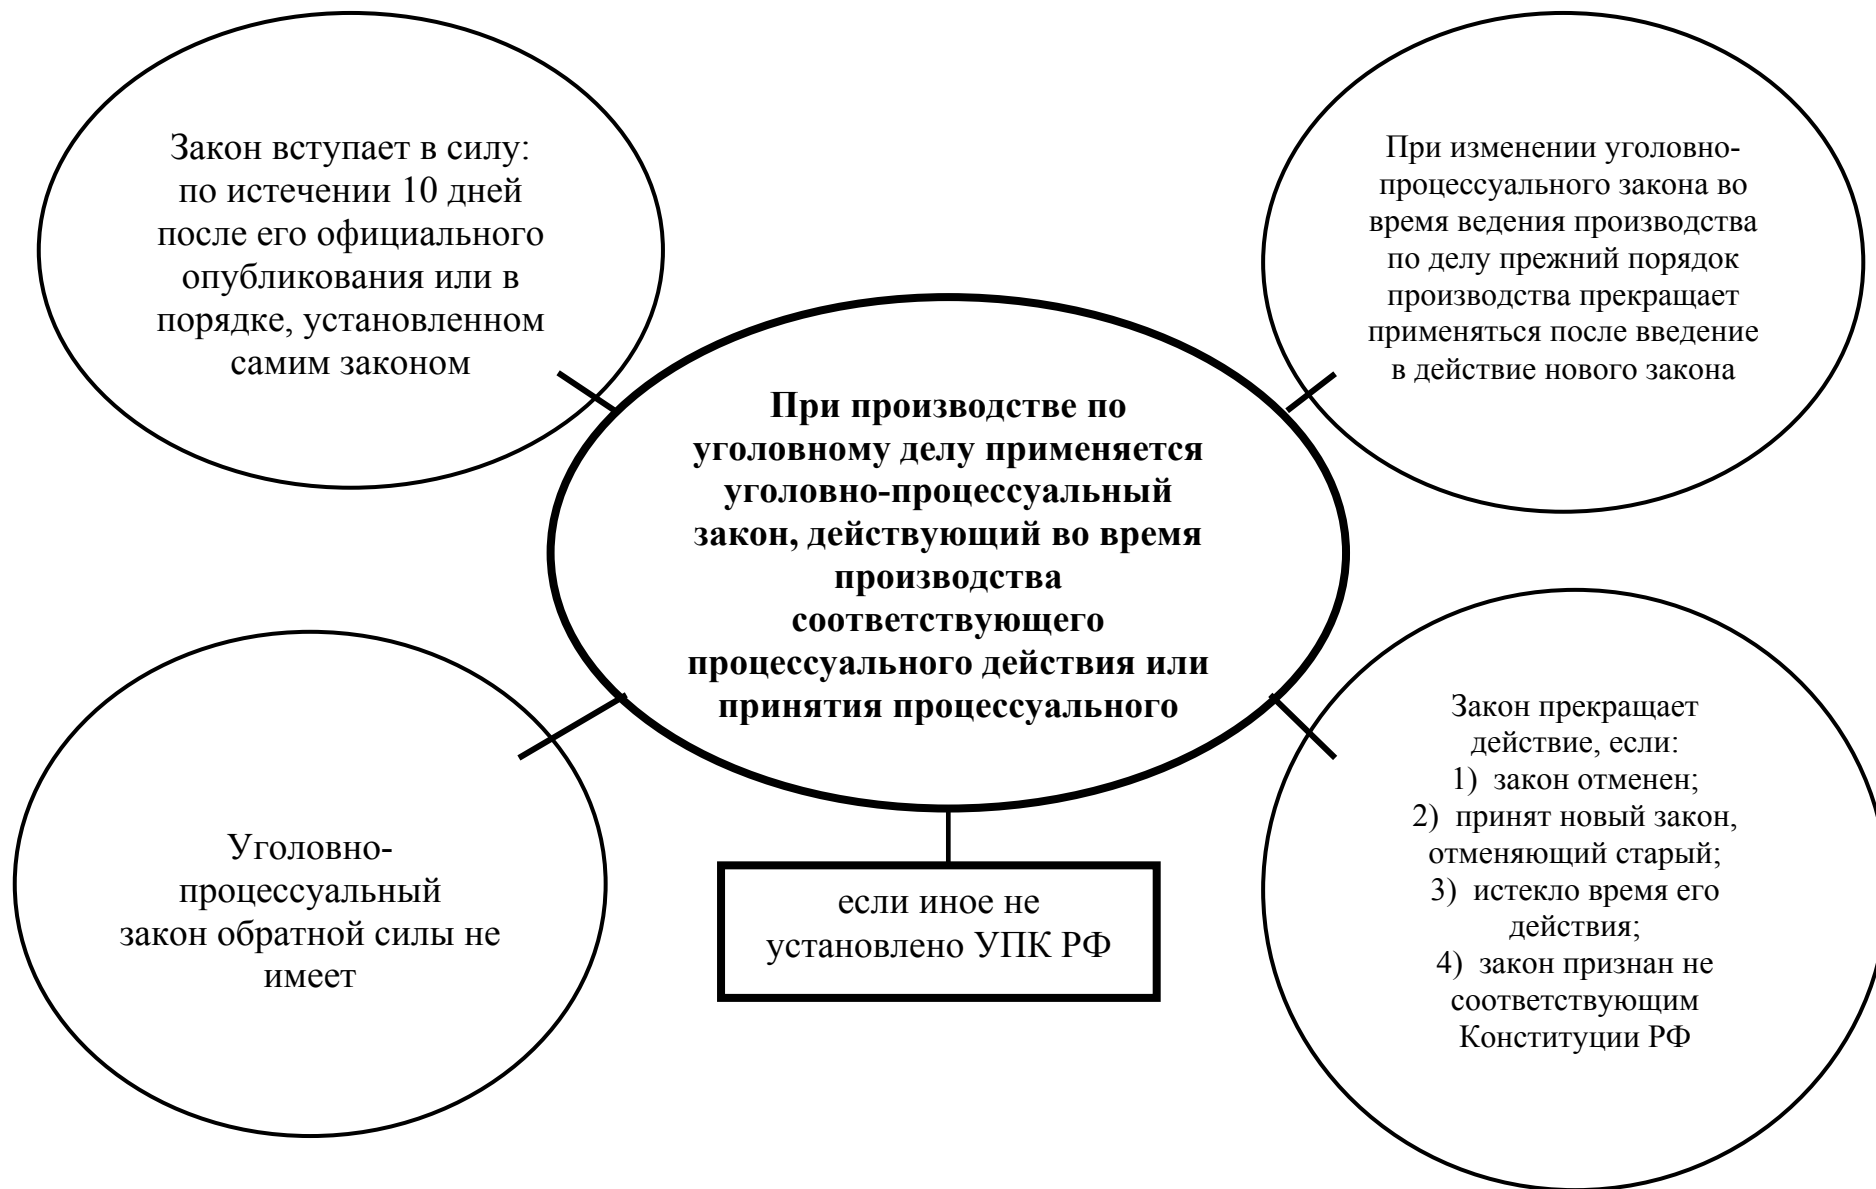 Закон вступает в силу:
по истечении 10 дней
после его официального
опубликования или в
порядке, установленном
самим законом
При изменении уголовно-
процессуального закона во
время ведения производства
по делу прежний порядок
производства прекращает
применяться после введение
в действие нового закона
При производстве по
уголовному делу применяется
уголовно-процессуальный
закон, действующий во время
производства
соответствующего
процессуального действия или
принятия процессуального
Уголовно-
процессуальный
закон обратной силы не
имеет
если иное не
установлено УПК РФ
Закон прекращает
действие, если:
1) закон отменен;
2) принят новый закон,
отменяющий старый;
3) истекло время его
действия;
4) закон признан не
соответствующим
Конституции РФ